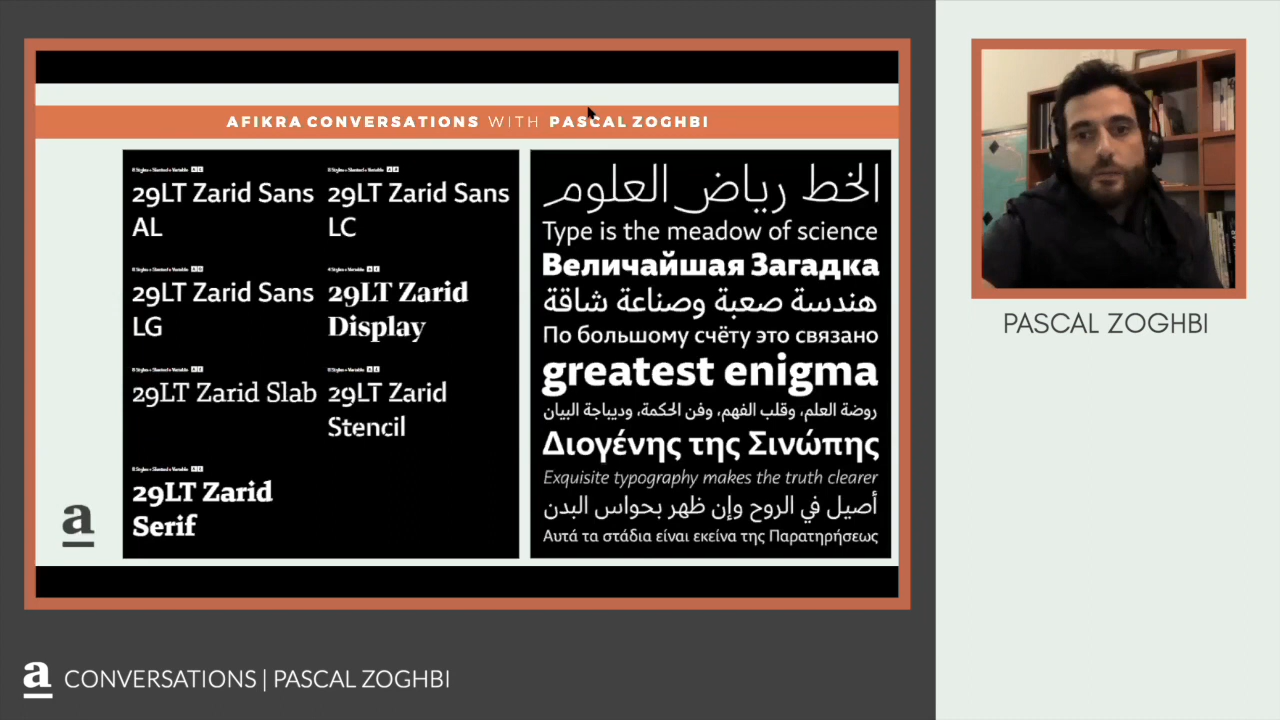 AFIKRA CONVERSATIONS WITH PASCAL ZOGHBI
8 Styles + Slanted + Variable
29LT Zarid Sans
AL
29LT Zarid Sans
LC
29LT Zarid Sans
LG
29LT Zarid
Display
29LT Zarid Slab
29LT Zarid
Stencil
29LT Zarid
Serif
الخط رياض العلوم
Type is the meadow of science
Величайшая Загадка
هندسة صعبة وصناعة شاقة
По большому счёту это связано
greatest enigma
روضة العلم، وقلب الفهم، وفن الحكمة، وديباجة البيان
Διογένης της Σινώπης
Exquisite typography makes the truth clearer
أصيل في الروح وإن ظهر بحواس البدن
Αυτά τα στάδια είναι εκείνα της Παρατηρήσεως
a
PASCAL ZOGHBI
a CONVERSATIONS | PASCAL ZOGHBI